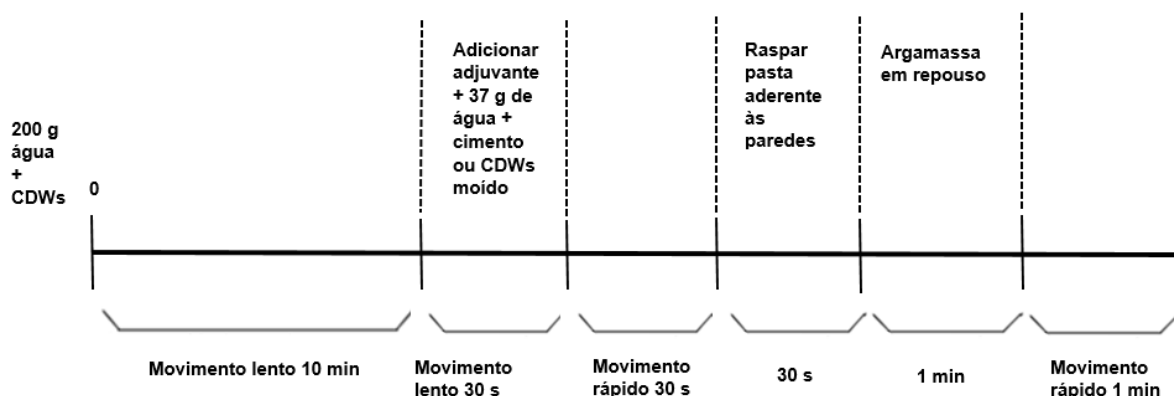 200 g
água
+
CDWs
0
Adicionar
adjuvante
+ 37 g de
água +
cimento
ou CDWs
moído
Raspar
pasta
aderente
às
paredes
Argamassa
em repouso
Movimento lento 10 min
Movimento
lento 30 s
Movimento
rápido 30 s
30 s
1 min
Movimento
rápido 1 min